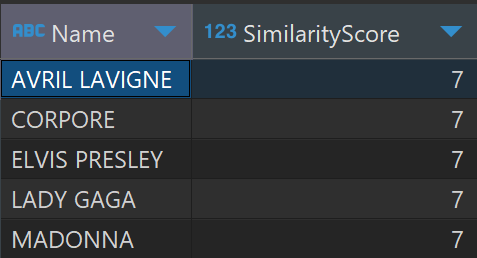 ABC Name 123 SimilarityScore
AVRIL LAVIGNE 7
CORPORE 7
ELVIS PRESLEY 7
LADY GAGA 7
MADONNA 7